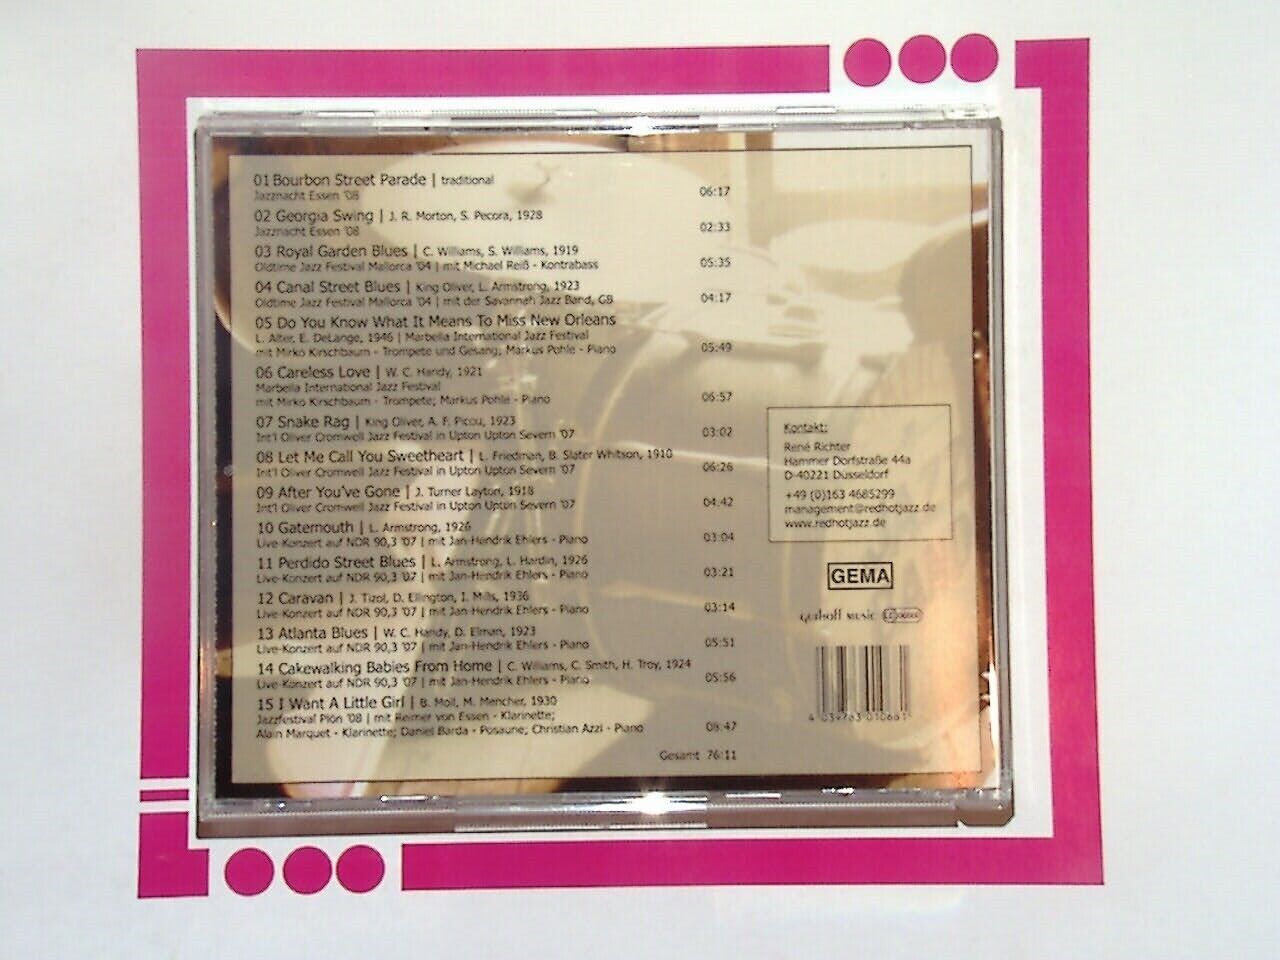 01 Bourbon Street Parade | traditional
Jazznacht Essen '08
06:17
02 Georgia Swing | J. R. Morton, S. Pecora, 1928
Jazznacht Essen '08
02:33
03 Royal Garden Blues | C. Williams, S. Williams, 1919
Oldtime Jazz Festival Mallorca '04 | mit Michael Reiß - Kontrabass
05:35
04 Canal Street Blues | King Oliver, L. Armstrong, 1923
Oldtime Jazz Festival Mallorca '04 | mit der Savannah Jazz Band, GB
04:17
05 Do You Know What It Means To Miss New Orleans
L. Alter, E. DeLange, 1946 | Marbella International Jazz Festival
mit Mirko Kirschbaum - Trompete und Gesang; Markus Pohle - Piano
05:49
06 Careless Love | W. C. Handy, 1921
Marbella International Jazz Festival
mit Mirko Kirschbaum - Trompete; Markus Pohle - Piano
06:57
07 Snake Rag | King Oliver, A. F. Picou, 1923
Int'l Oliver Cromwell Jazz Festival in Upton Upton Severn '07
03:02
08 Let Me Call You Sweetheart | L. Friedman, B. Slater Whitson, 1910
Int'l Oliver Cromwell Jazz Festival in Upton Upton Severn '07
06:26
09 After You've Gone | J. Turner Layton, 1918
Int'l Oliver Cromwell Jazz Festival in Upton Upton Severn '07
04:42
10 Gatemouth | L. Armstrong, 1926
Live-Konzert auf NDR 90,3 '07 | mit Jan-Hendrik Ehlers - Piano
03:04
11 Perdido Street Blues | L. Armstrong, L. Hardin, 1926
Live-Konzert auf NDR 90,3 '07 | mit Jan-Hendrik Ehlers - Piano
03:21
12 Caravan | J. Tizol, D. Ellington, I. Mills, 1936
Live-Konzert auf NDR 90,3 '07 | mit Jan-Hendrik Ehlers - Piano
03:14
13 Atlanta Blues | W. C. Handy, D. Elman, 1923
Live-Konzert auf NDR 90,3 '07 | mit Jan-Hendrik Ehlers - Piano
05:51
14 Cakewalking Babies From Home | C. Williams, C. Smith, H. Troy, 1924
Live-Konzert auf NDR 90,3 '07 | mit Jan-Hendrik Ehlers - Piano
05:56
15 I Want A Little Girl | B. Moll, M. Mencher, 1930
Jazzfestival Plön '08 | mit Reimer von Essen - Klarinette;
Alain Marquet - Klarinette; Daniel Barda - Posaune; Christian Azzi - Piano
08:47
Gesamt 76:11
Kontakt:
René Richter
Hammer Dorfstraße 44a
D-40221 Düsseldorf
+49 (0)163 4685299
management@redhotjazz.de
www.redhotjazz.de
GEMA
music
4 039763 010661